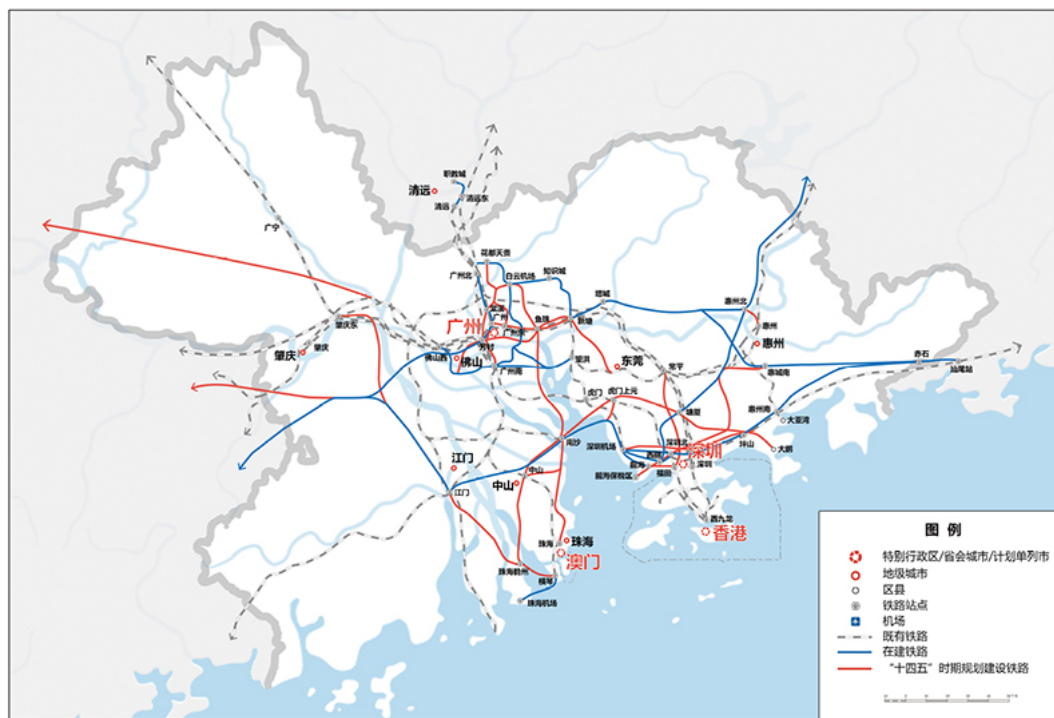 职教城
清远
清远东
清远
广宁
花都天贵
广州北
白云机场
知识城
增城
惠州北
广州
广州
广州东
鱼珠
新塘
惠州
惠州
肇庆东
肇庆
肇庆
芳村
佛山西
佛山
广州南
望洪
东莞
常平
惠城南
赤石
汕尾站
虎门
虎门上元
塘厦
惠州南
大亚湾
江门
南沙
深圳机场
深圳北
深圳
坪山
大鹏
西丽
前海
福田
深圳
前海保税区
中山
中山
江门
西九龙
香港
珠海
珠海
澳门
珠海鹤州
横琴
珠海机场
图 例
特别行政区/省会城市/计划单列市
地级城市
区县
铁路站点
机场
既有铁路
在建铁路
“十四五”时期规划建设铁路